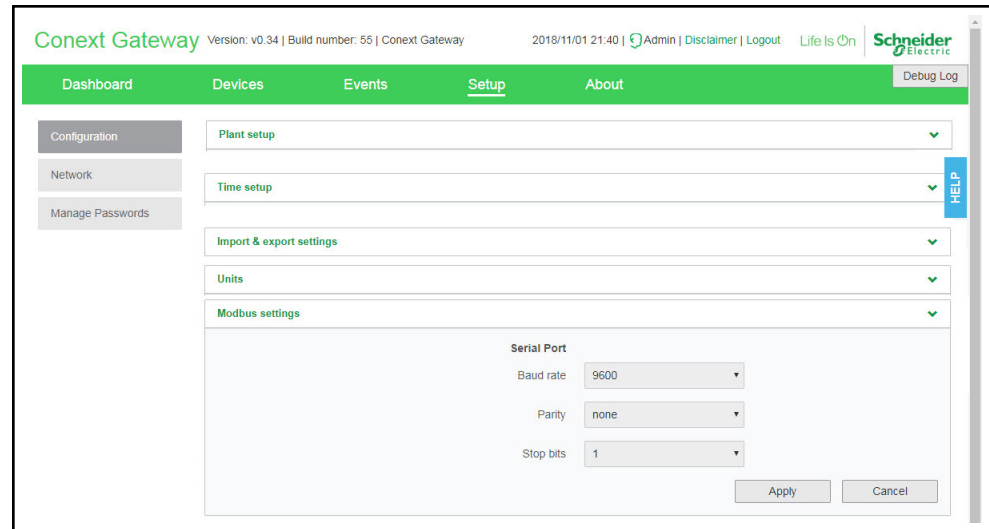 Conext Gateway Version: v0.34 | Build number: 55 | Conext Gateway 2018/11/01 21:40 | Admin | Disclaimer | Logout Life Is On Schneider Electric
Debug Log
Dashboard Devices Events Setup About
Configuration
Network
Manage Passwords
Plant setup
Time setup
HELP
Import & export settings
Units
Modbus settings
Serial Port
Baud rate 9600
Parity none
Stop bits 1
Apply Cancel